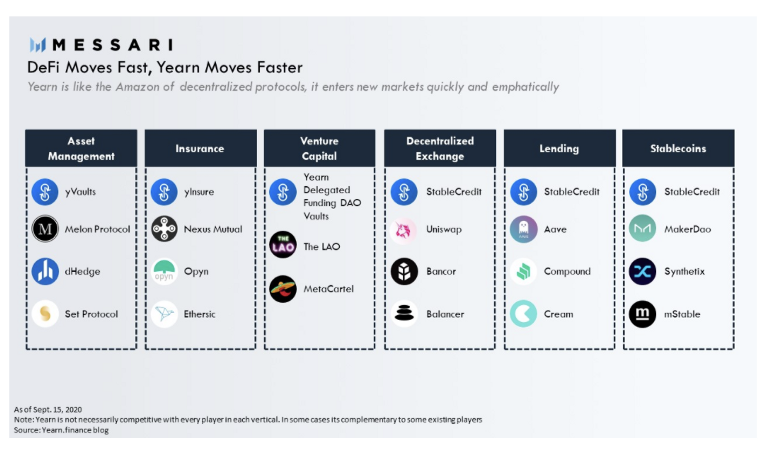 MESSARI
DeFi Moves Fast, Yearn Moves Faster
Yearn is like the Amazon of decentralized protocols, it enters new markets quickly and emphatically
Asset
Management
yVaults
M
Melon Protocol
dHedge
Set Protocol
Insurance
yInsure
Nexus Mutual
opyn
Opyn
Ethersic
Venture
Capital
Yearn
Delegated
Funding DAO
Vaults
THE
LAO
The LAO
MetaCartel
Decentralized
Exchange
StableCredit
Uniswap
Bancor
Balancer
Lending
StableCredit
Aave
Compound
Cream
Stablecoins
StableCredit
MakerDao
Synthetix
m
mStable
As of Sept. 15, 2020
Note: Yearn is not necessarily competitive with every player in each vertical. In some cases its complementary to some existing players
Source: Yearn.finance blog